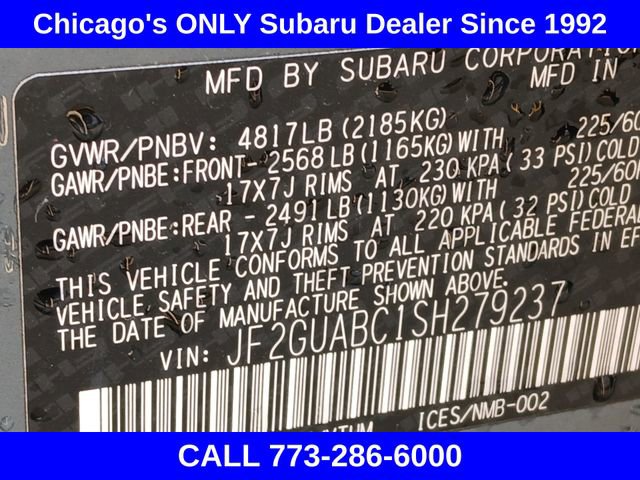 Chicago's ONLY Subaru Dealer Since 1992
MFD BY SUBARU CORPORATION
MFD IN
GVWR/PNBV: 4817LB (2185KG)
GAWR/PNBE:FRONT- 2568 LB (1165KG) WITH 225/60
17X7J RIMS AT 230 KPA ( 33 PSI) COLD
GAWR/PNBE:REAR - 2491 LB (1130KG) WITH 225/60
17X7J RIMS AT 220 KPA ( 32 PSI) COLD
THIS VEHICLE CONFORMS TO ALL APPLICABLE FEDERAL
VEHICLE SAFETY AND THEFT PREVENTION STANDARDS IN EF
DATE OF MANUFACTURE SHOWN ABOVE.
VIN: JF2GUABC1SH279237
ICES/NMB-002
CALL 773-286-6000